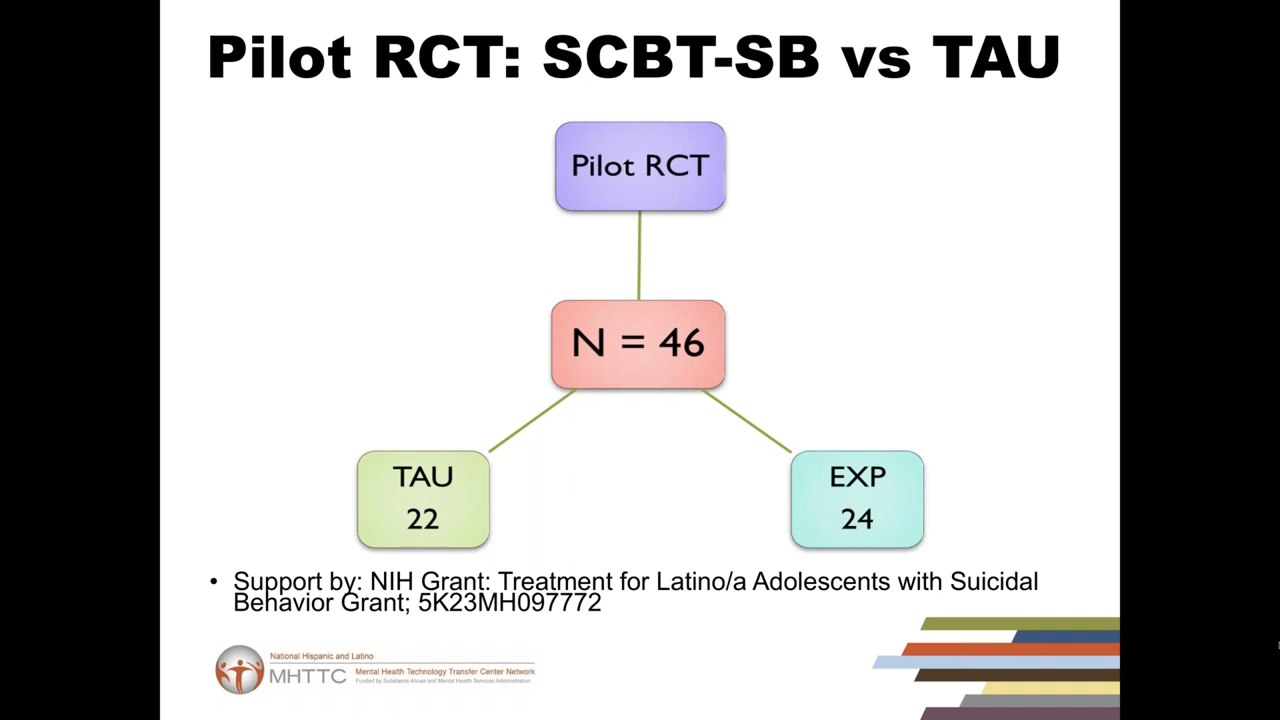 Pilot RCT: SCBT-SB vs TAU
Pilot RCT
N = 46
TAU
22
EXP
24
• Support by: NIH Grant: Treatment for Latino/a Adolescents with Suicidal
Behavior Grant; 5K23MH097772
National Hispanic and Latino
MHTTC Mental Health Technology Transfer Center Network
Funded by Substance Abuse and Mental Health Services Administration